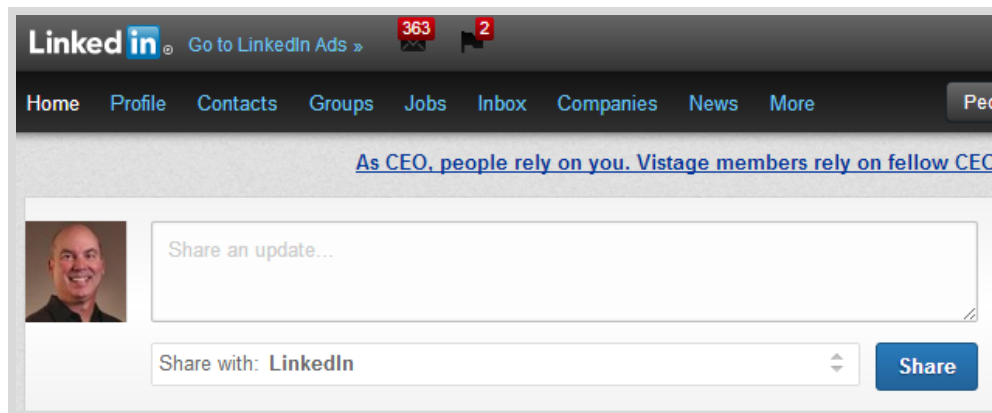 Linked in ® Go to LinkedIn Ads » 363 2
Home Profile Contacts Groups Jobs Inbox Companies News More Peo
As CEO, people rely on you. Vistage members rely on fellow CEO
Share an update...
Share with: LinkedIn Share